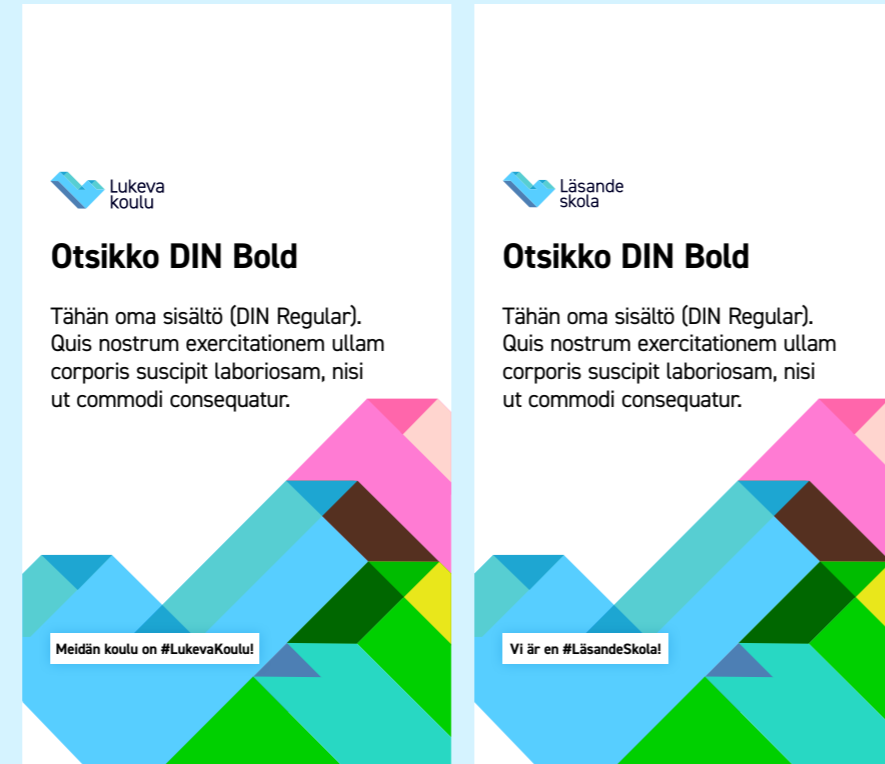 Lukeva
koulu
Otsikko DIN Bold
Tähän oma sisältö (DIN Regular).
Quis nostrum exercitationem ullam
corporis suscipit laboriosam, nisi
ut commodi consequatur.
Meidän koulu on #LukevaKoulu!
Läsande
skola
Otsikko DIN Bold
Tähän oma sisältö (DIN Regular).
Quis nostrum exercitationem ullam
corporis suscipit laboriosam, nisi
ut commodi consequatur.
Vi är en #LäsandeSkola!